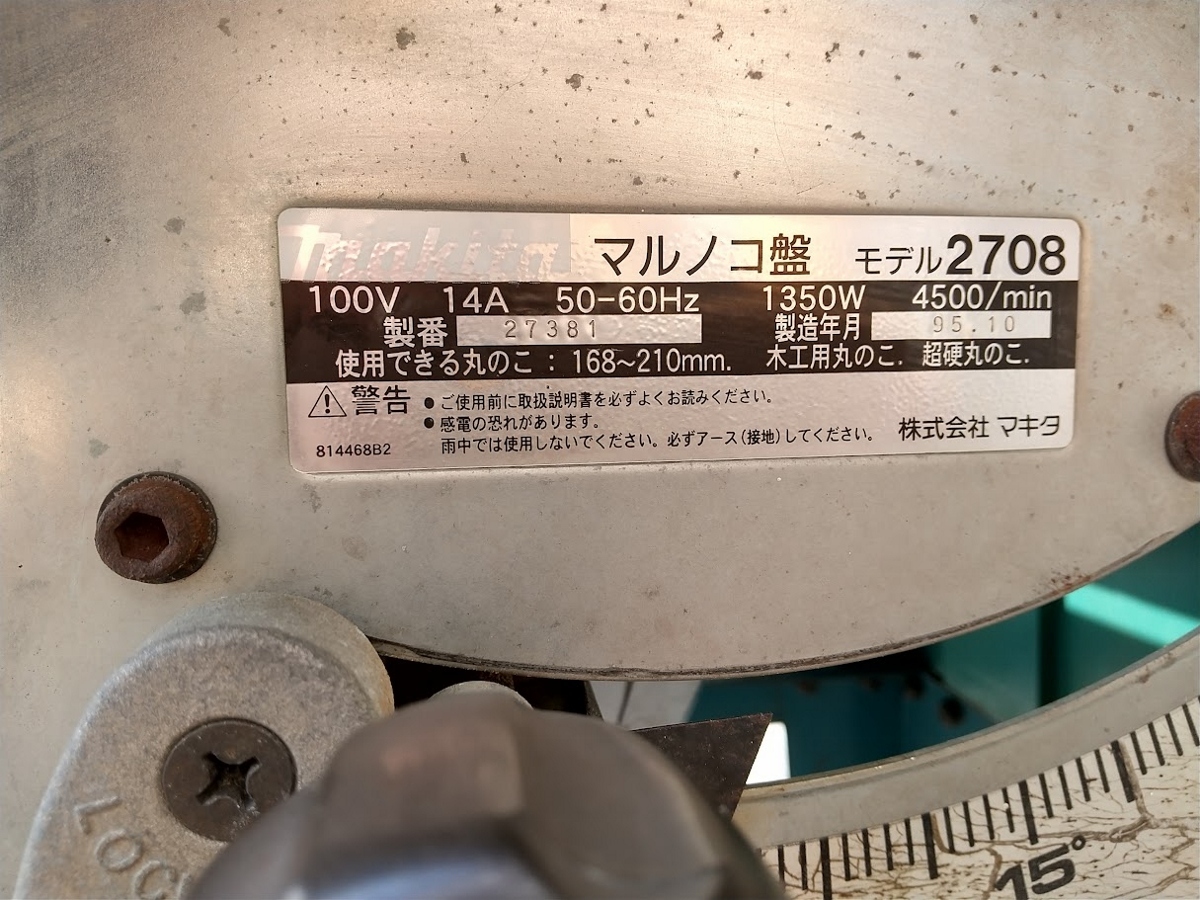 makita マルノコ盤 モデル2708
100V 14A 50-60Hz 1350W 4500/min
製番 27381 製造年月 95.10
使用できる丸のこ：168～210mm. 木工用丸のこ. 超硬丸のこ.
⚠警告 ●ご使用前に取扱説明書を必ずよくお読みください。
●感電の恐れがあります。
雨中では使用しないでください。必ずアース(接地)してください。
814468B2
株式会社 マキタ
LOC
15°